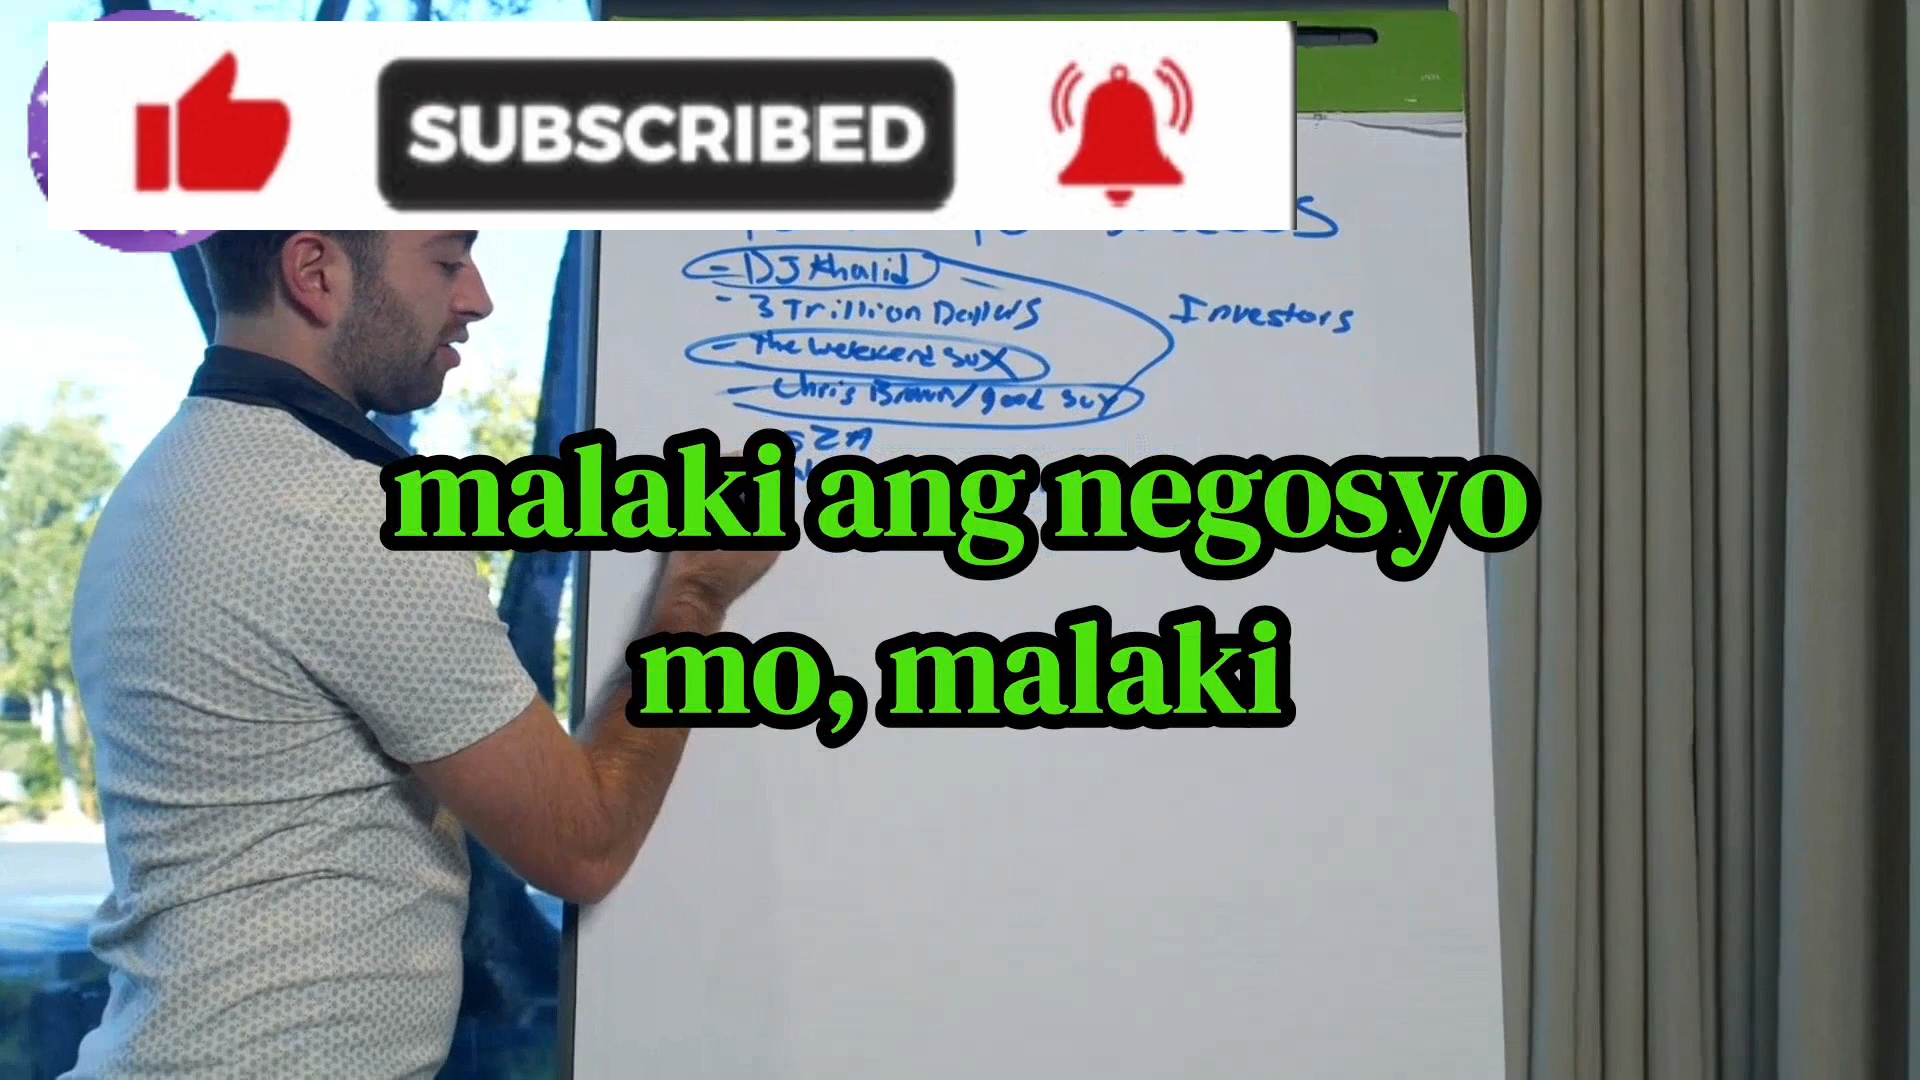 SUBSCRIBED
- DJ Khalid
- 3 Trillion Dollars
Investors
- The weekend sux
- Chris Brown/good guy
SZA
malaki ang negosyo
mo, malaki